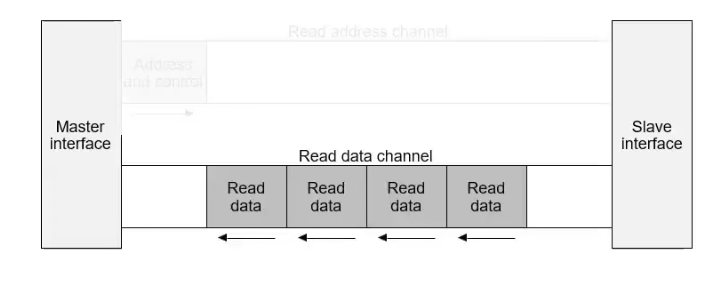 Read address channel
Address
and control
Master
interface
Slave
interface
Read data channel
Read
data
Read
data
Read
data
Read
data